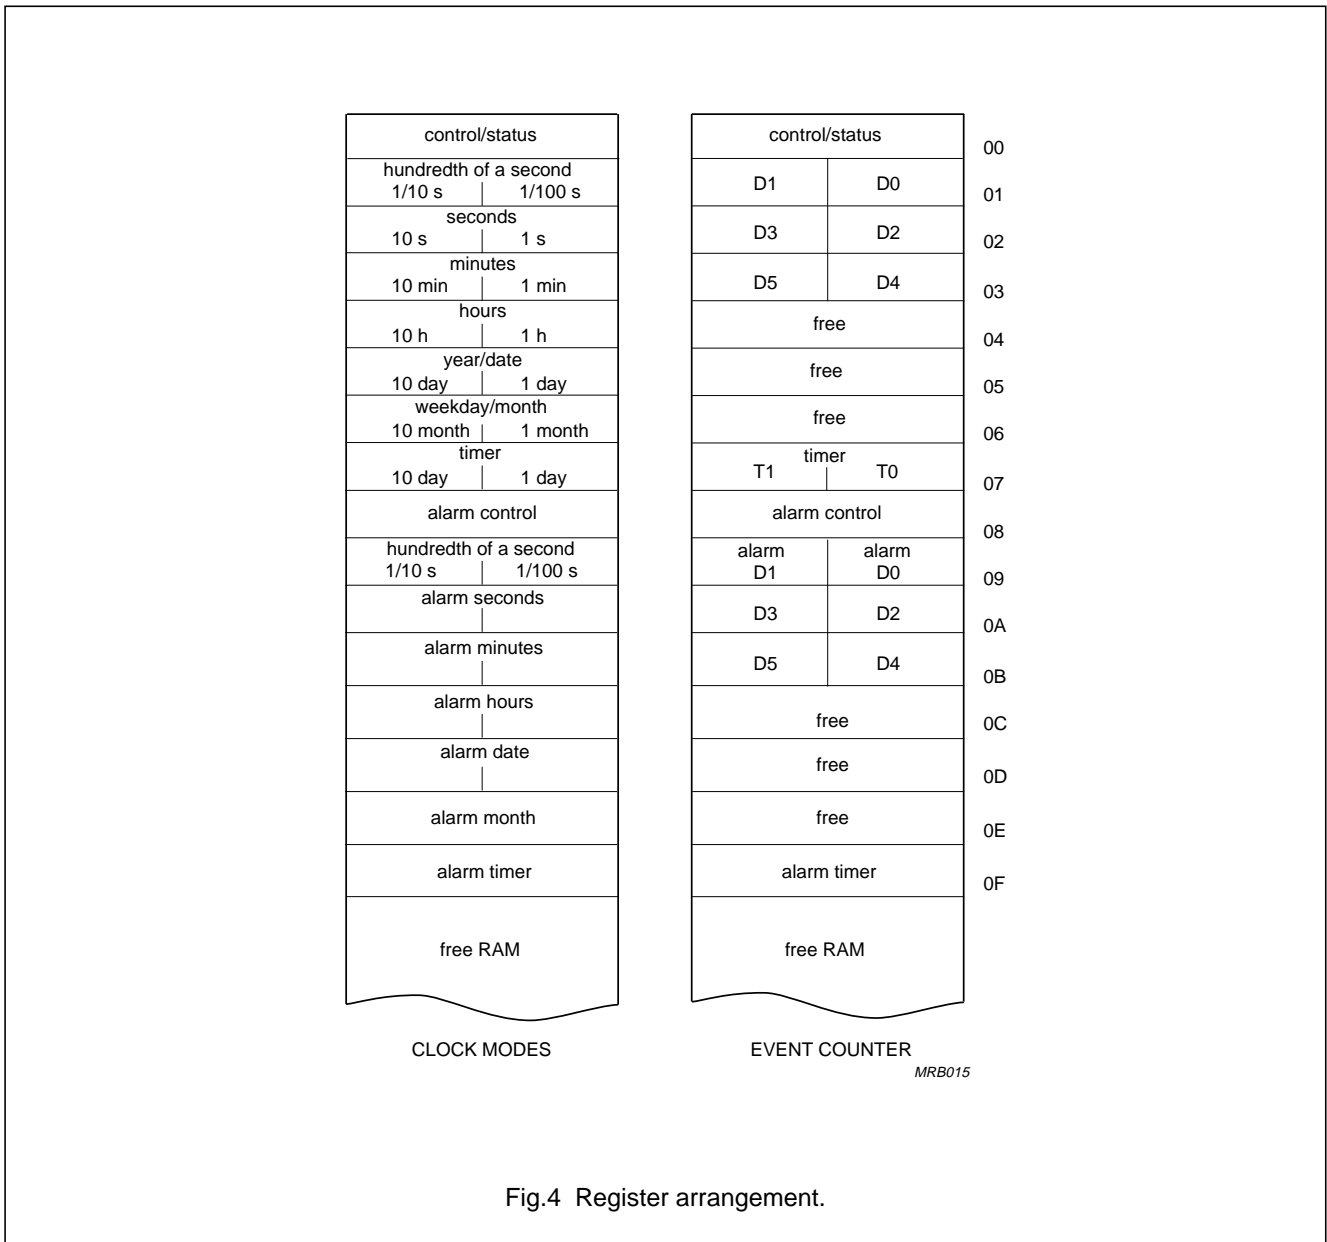 control/status control/status 00
hundredth of a second
1/10 s 1/100 s D1 D0 01
seconds
10 s 1 s D3 D2 02
minutes
10 min 1 min D5 D4 03
hours
10 h 1 h free 04
year/date
10 day 1 day free 05
weekday/month
10 month 1 month free 06
timer timer
10 day 1 day T1 T0 07
alarm control alarm control 08
hundredth of a second alarm alarm
1/10 s 1/100 s D1 D0 09
alarm seconds D3 D2 0A
alarm minutes D5 D4 0B
alarm hours free 0C
alarm date free 0D
alarm month free 0E
alarm timer alarm timer 0F
free RAM free RAM
CLOCK MODES EVENT COUNTER
MRB015
Fig.4 Register arrangement.